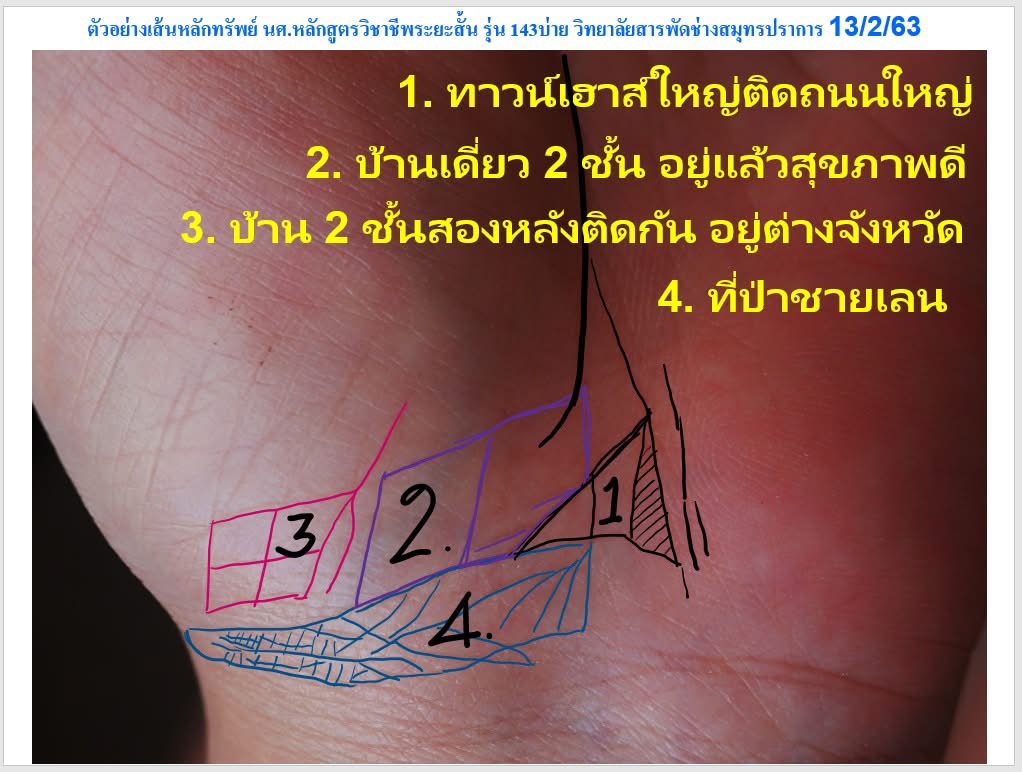 ตัวอย่างเส้นหลักทรัพย์ นศ.หลักสูตรวิชาชีพระยะสั้น รุ่น 143บ่าย วิทยาลัยสารพัดช่างสมุทรปราการ 13/2/63
1. ทาวน์เฮาส์ใหญ่ติดถนนใหญ่
2. บ้านเดี่ยว 2 ชั้น อยู่แล้วสุขภาพดี
3. บ้าน 2 ชั้นสองหลังติดกัน อยู่ต่างจังหวัด
4. ที่ป่าชายเลน
1
2.
3
4.